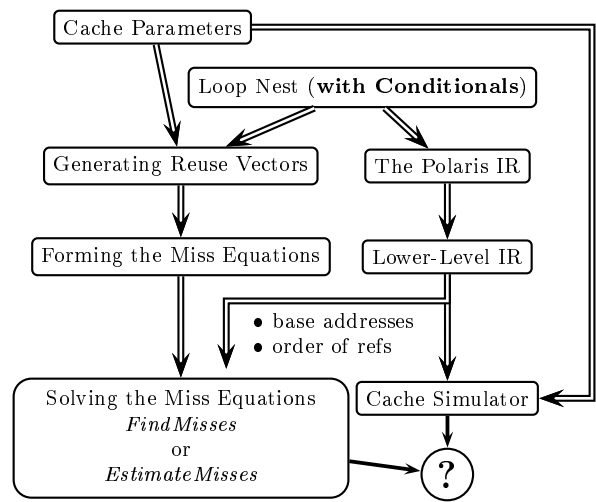 Cache Parameters
Loop Nest (with Conditionals)
Generating Reuse Vectors
The Polaris IR
Forming the Miss Equations
Lower-Level IR
• base addresses
• order of refs
Solving the Miss Equations
FindMisses
or
EstimateMisses
Cache Simulator
?